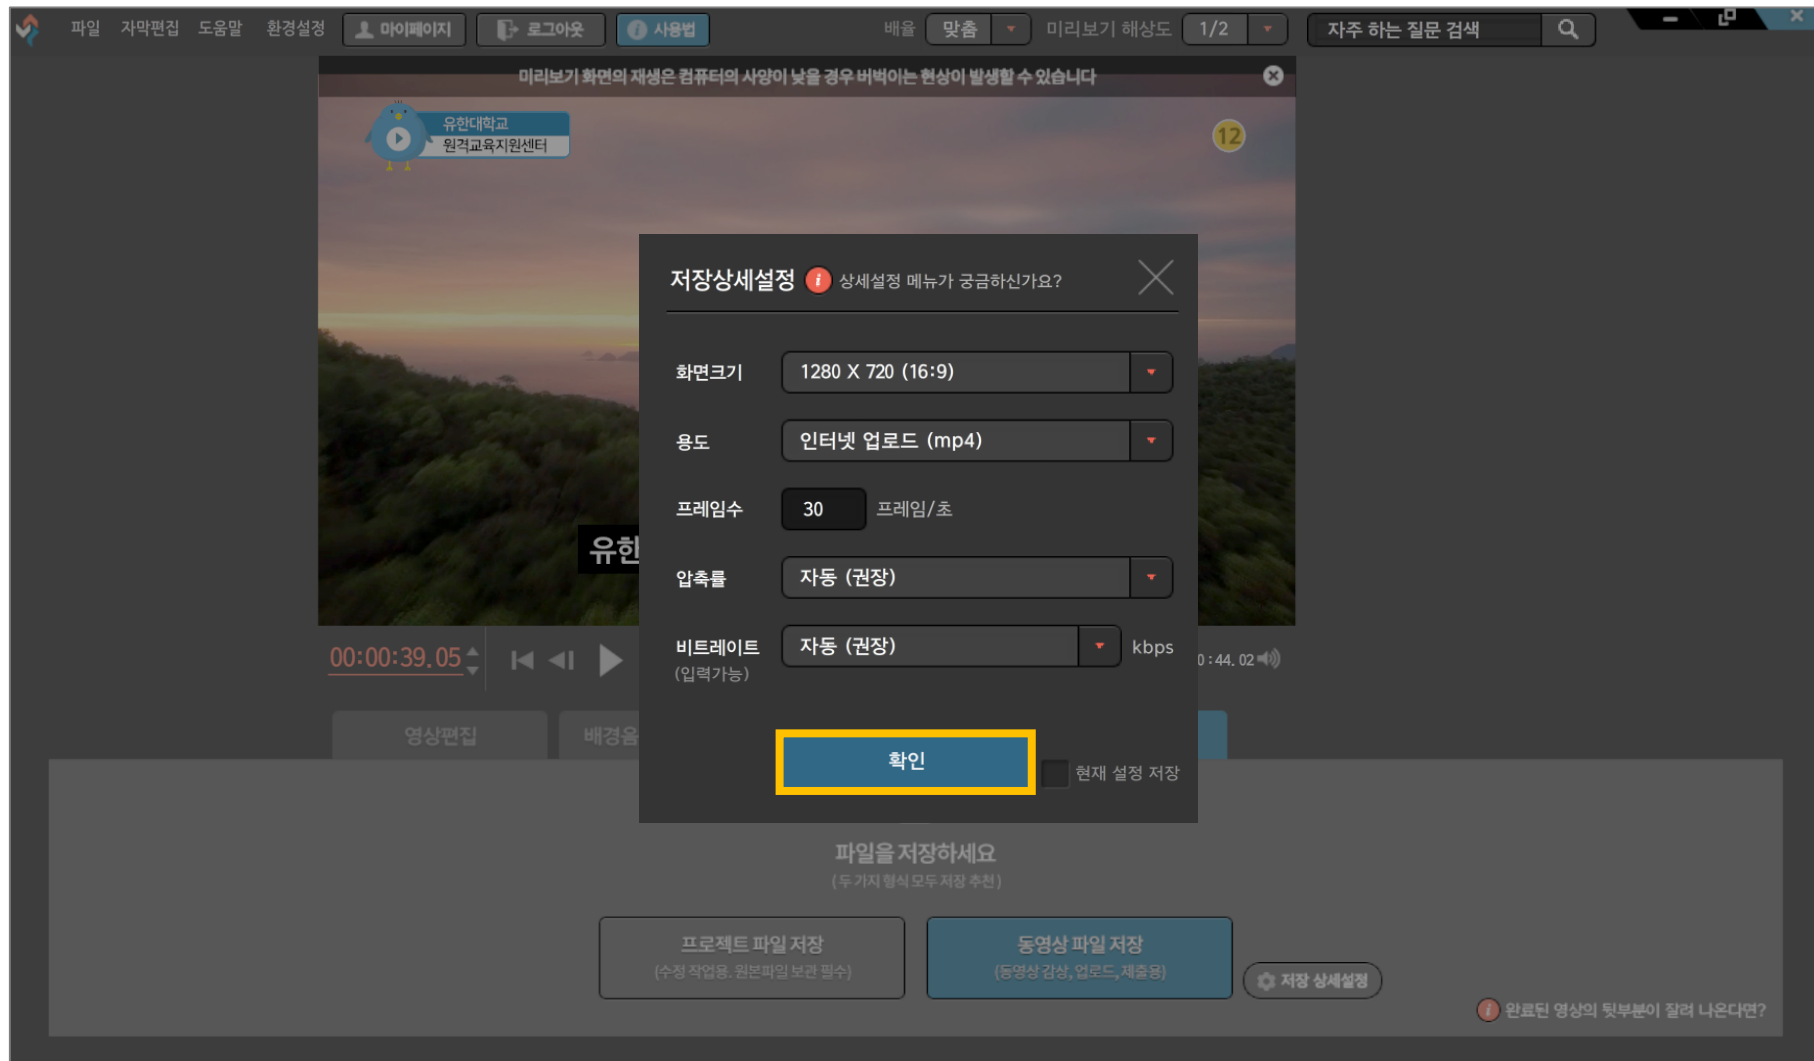 파일 자막편집 도움말 환경설정 마이페이지 로그아웃 사용법 배율 맞춤 미리보기 해상도 1/2 자주 하는 질문 검색
미리보기 화면의 재생은 컴퓨터의 사양이 낮을 경우 버벅이는 현상이 발생할 수 있습니다
유한대학교
원격교육지원센터
12
저장상세설정 상세설정 메뉴가 궁금하신가요?
화면크기 1280 X 720 (16:9)
용도 인터넷 업로드 (mp4)
프레임수 30 프레임/초
유한
압축률 자동 (권장)
비트레이트 자동 (권장) kbps
(입력가능)
00:00:39.05 0:44.02
영상편집 배경음
확인
현재 설정 저장
파일을 저장하세요
(두 가지 형식 모두 저장 추천)
프로젝트 파일 저장
(수정 작업용. 원본파일 보관 필수)
동영상 파일 저장
(동영상 감상, 업로드, 제출용)
저장 상세설정
완료된 영상의 뒷부분이 잘려 나온다면?